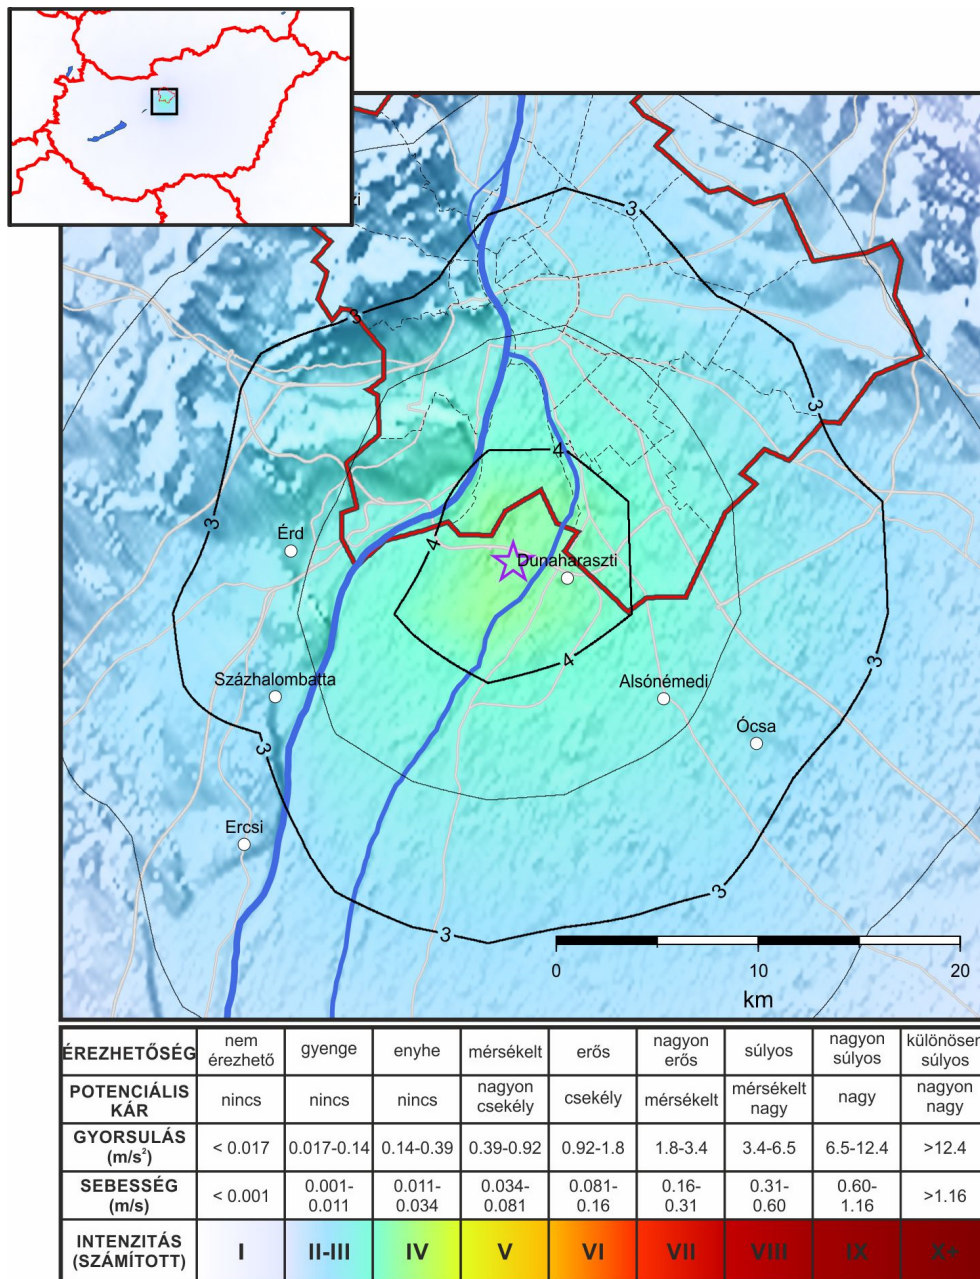 zi
3
3
3
4
3
3
4
Érd
Dunaharaszti
4
3
Százhalombatta
Alsónémedi
3
Ócsa
Ercsi
3
3
0 10 20
km
ÉREZHETŐSÉG
nem
érezhető
gyenge
enyhe
mérsékelt
erős
nagyon
erős
súlyos
nagyon
súlyos
különösen
súlyos
POTENCIÁLIS
KÁR
nincs
nincs
nincs
nagyon
csekély
csekély
mérsékelt
mérsékelt
nagy
nagy
nagyon
nagy
GYORSULÁS
(m/s²)
< 0.017
0.017-0.14
0.14-0.39
0.39-0.92
0.92-1.8
1.8-3.4
3.4-6.5
6.5-12.4
>12.4
SEBESSÉG
(m/s)
< 0.001
0.001-
0.011
0.011-
0.034
0.034-
0.081
0.081-
0.16
0.16-
0.31
0.31-
0.60
0.60-
1.16
>1.16
INTENZITÁS
(SZÁMÍTOTT)
I
II-III
IV
V
VI
VII
VIII
IX
X+